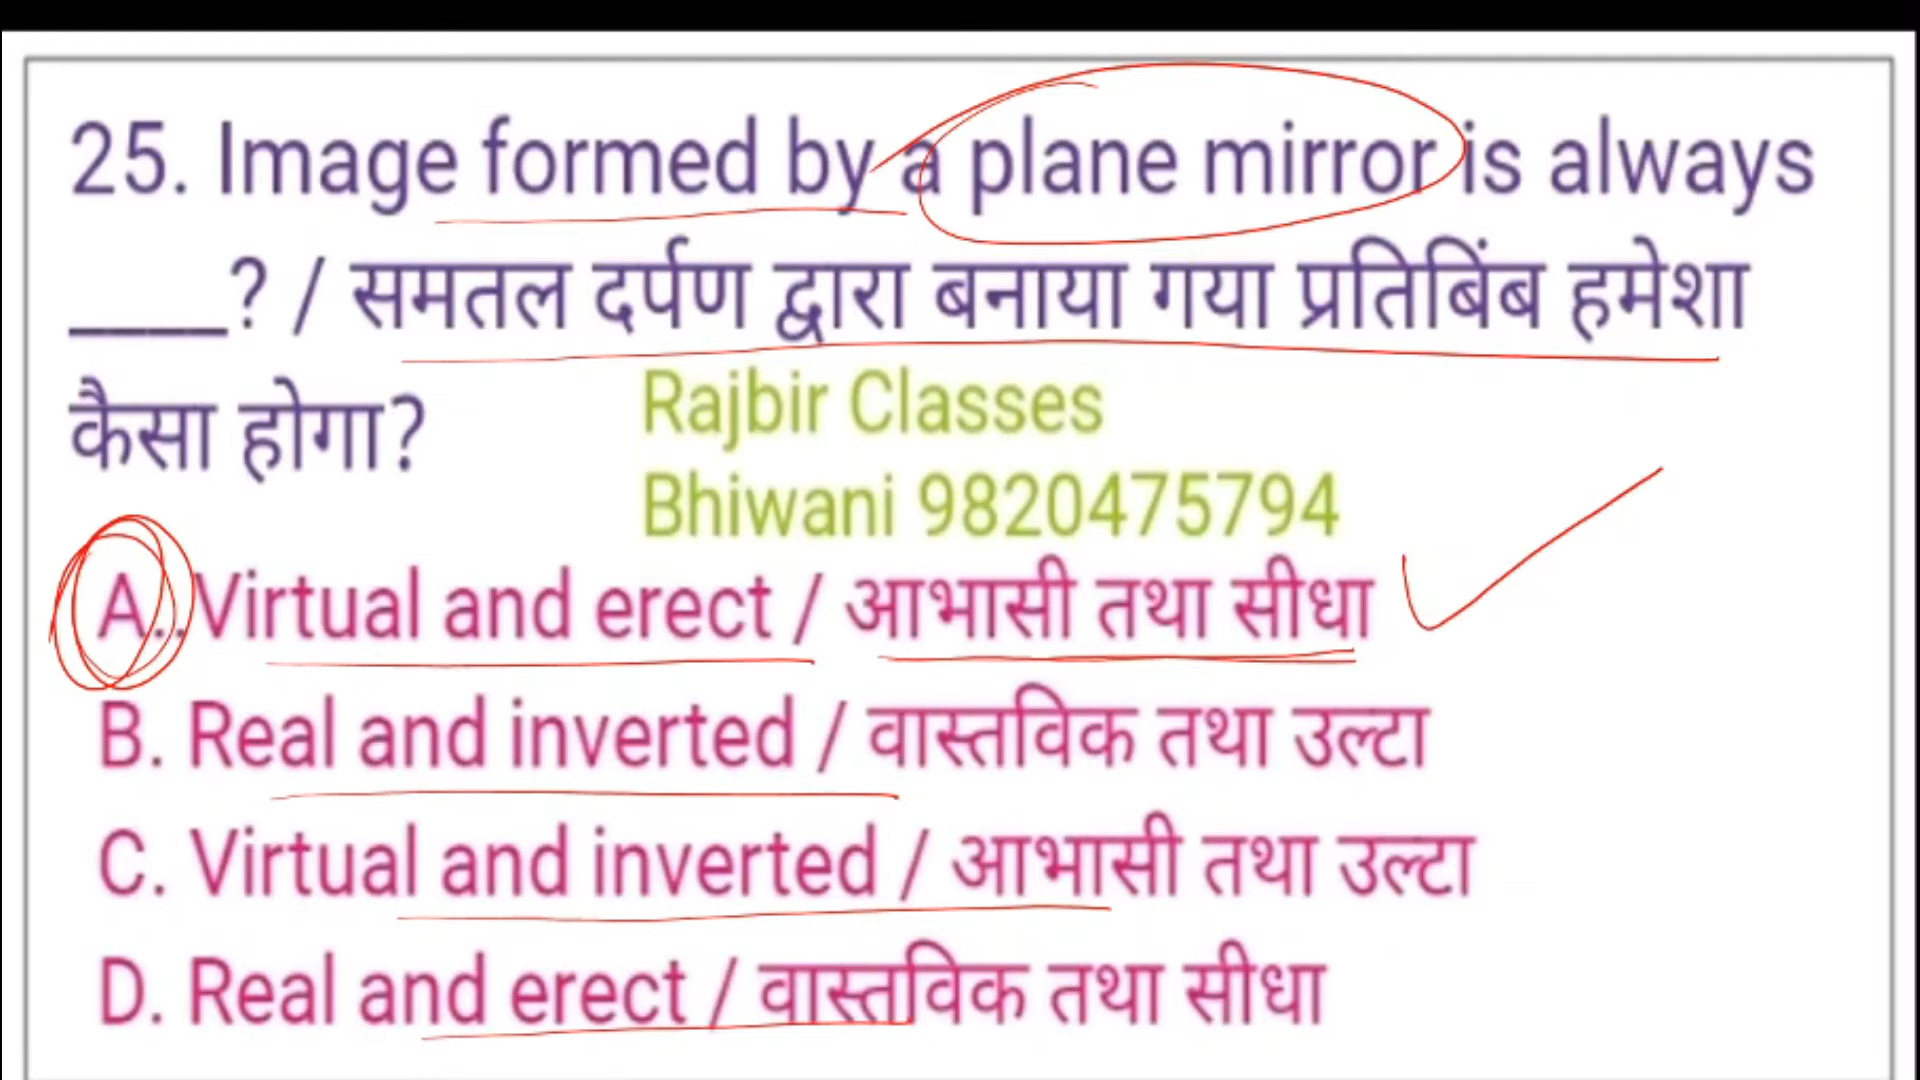 25. Image formed by a plane mirror is always
____? / समतल दर्पण द्वारा बनाया गया प्रतिबिंब हमेशा
कैसा होगा?
Rajbir Classes
Bhiwani 9820475794
A..Virtual and erect / आभासी तथा सीधा
B. Real and inverted / वास्तविक तथा उल्टा
C. Virtual and inverted / आभासी तथा उल्टा
D. Real and erect / वास्तविक तथा सीधा